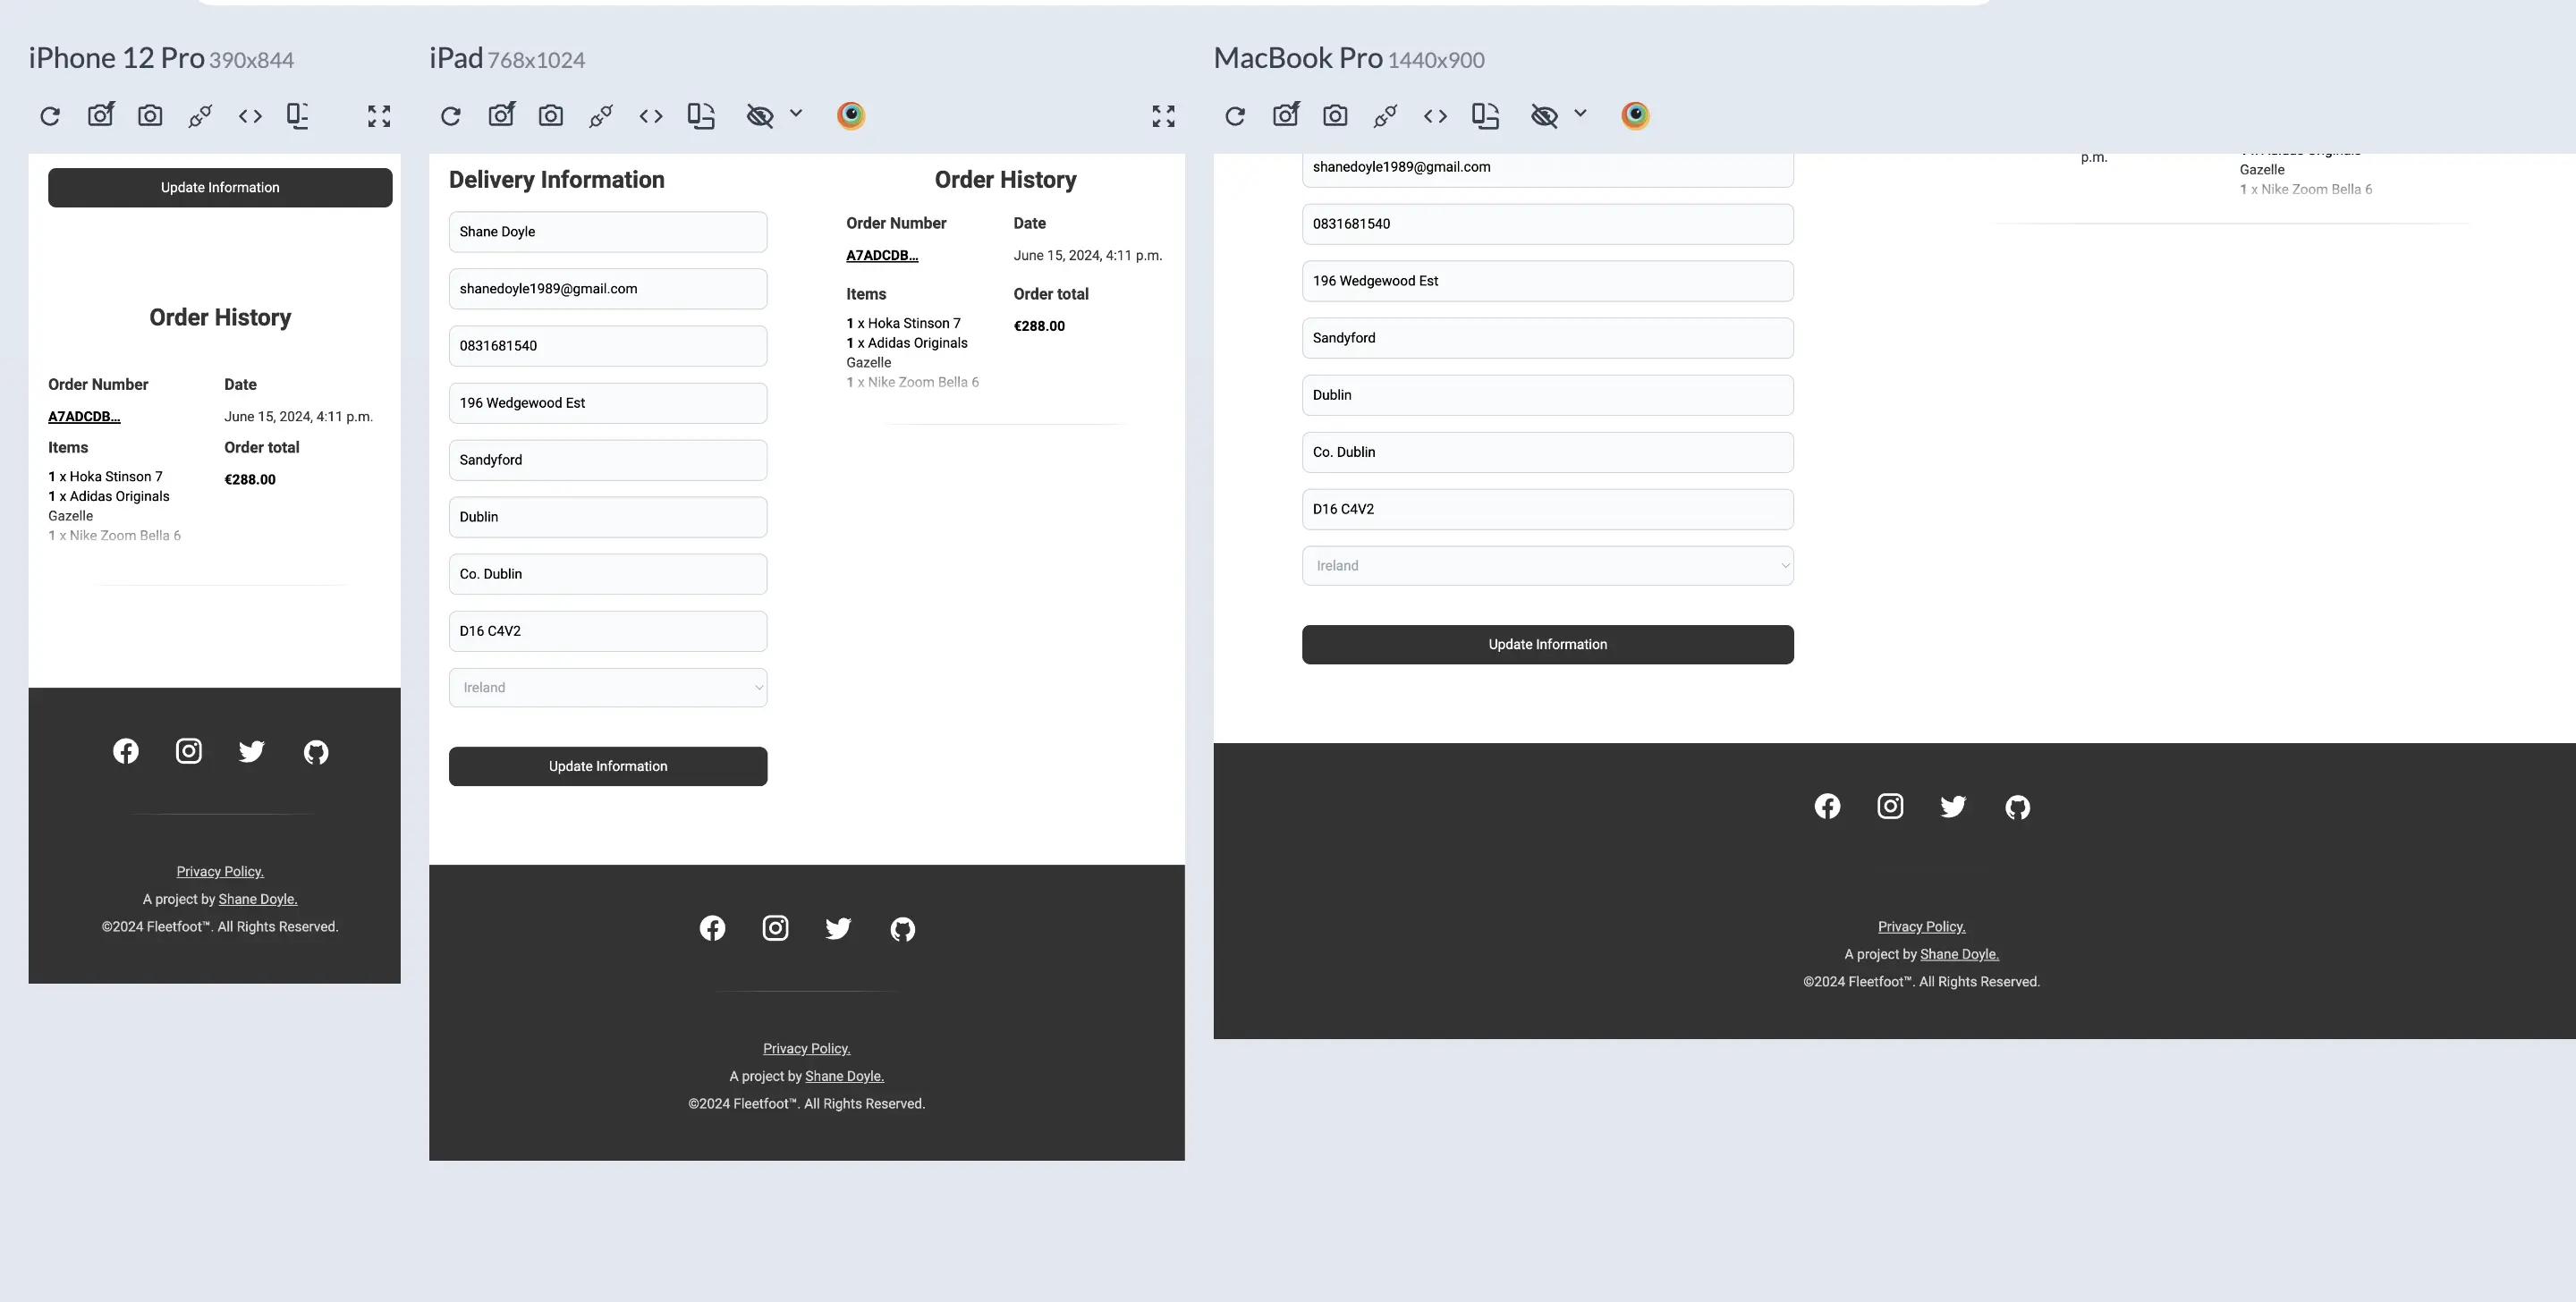 iPhone 12 Pro 390x844
Update Information
Order History
Order Number Date
A7ADCDB... June 15, 2024, 4:11 p.m.
Items Order total
1 x Hoka Stinson 7 €288.00
1 x Adidas Originals
Gazelle
1 x Nike Zoom Bella 6
Privacy Policy.
A project by Shane Doyle.
©2024 Fleetfoot™. All Rights Reserved.
iPad 768x1024
Delivery Information
Shane Doyle
shanedoyle1989@gmail.com
0831681540
196 Wedgewood Est
Sandyford
Dublin
Co. Dublin
D16 C4V2
Ireland
Update Information
Order History
Order Number Date
A7ADCDB... June 15, 2024, 4:11 p.m.
Items Order total
1 x Hoka Stinson 7 €288.00
1 x Adidas Originals
Gazelle
1 x Nike Zoom Bella 6
Privacy Policy.
A project by Shane Doyle.
©2024 Fleetfoot™. All Rights Reserved.
MacBook Pro 1440x900
shanedoyle1989@gmail.com
0831681540
196 Wedgewood Est
Sandyford
Dublin
Co. Dublin
D16 C4V2
Ireland
Update Information
p.m.
Gazelle
1 x Nike Zoom Bella 6
Privacy Policy.
A project by Shane Doyle.
©2024 Fleetfoot™. All Rights Reserved.